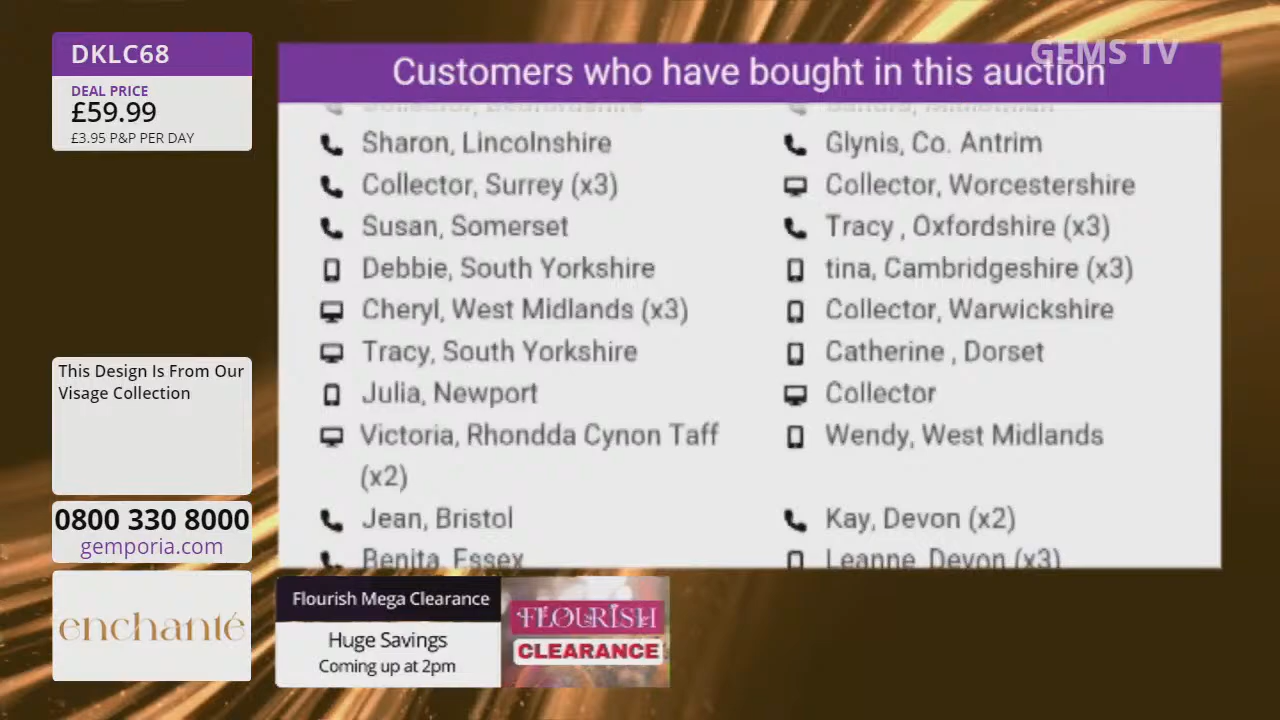 DKLC68
DEAL PRICE
£59.99
£3.95 P&P PER DAY
GEMS TV
Customers who have bought in this auction
Sharon, Lincolnshire
Glynis, Co. Antrim
Collector, Surrey (x3)
Collector, Worcestershire
Susan, Somerset
Tracy , Oxfordshire (x3)
Debbie, South Yorkshire
tina, Cambridgeshire (x3)
Cheryl, West Midlands (x3)
Collector, Warwickshire
Tracy, South Yorkshire
Catherine , Dorset
Julia, Newport
Collector
Victoria, Rhondda Cynon Taff
(x2)
Wendy, West Midlands
Jean, Bristol
Kay, Devon (x2)
Benita, Essex
Leanne, Devon (x3)
This Design Is From Our
Visage Collection
0800 330 8000
gemporia.com
enchanté
Flourish Mega Clearance
Huge Savings
Coming up at 2pm
FLOURISH
CLEARANCE